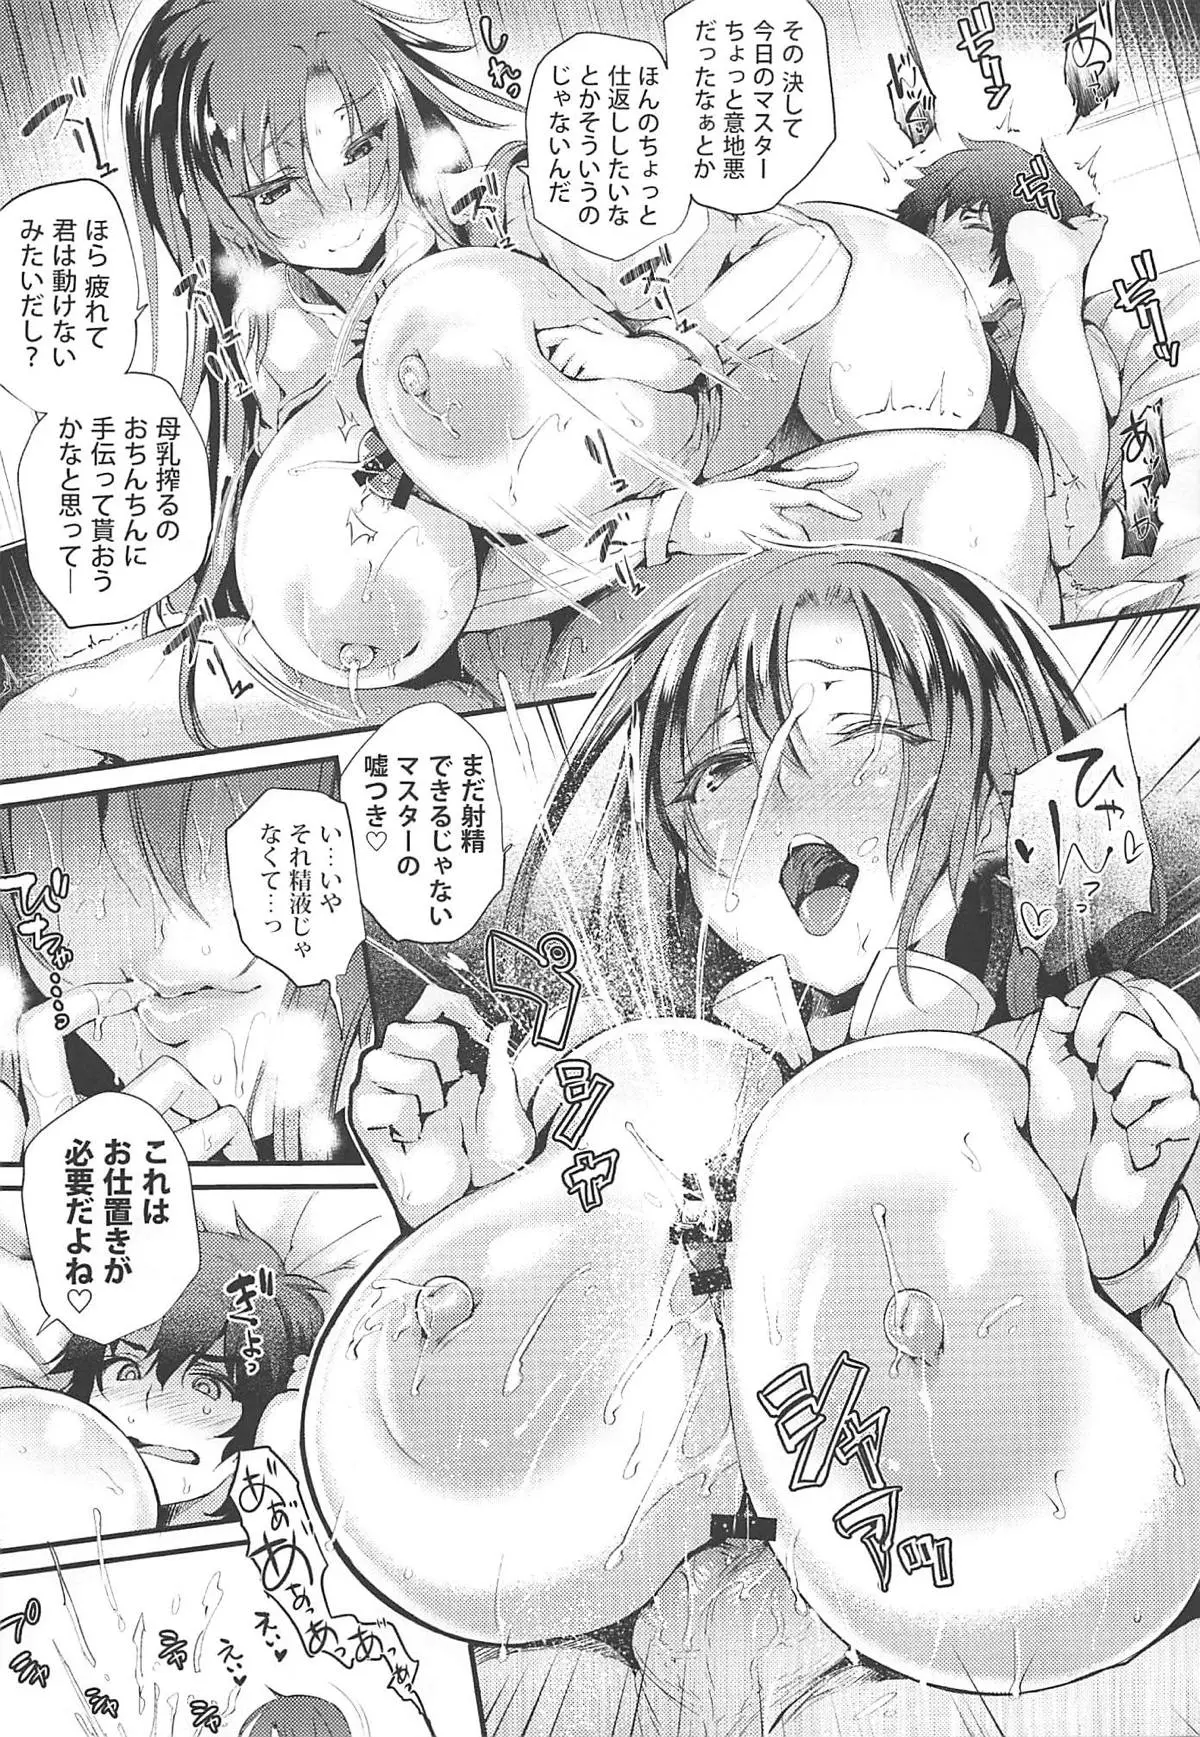 その 決して
今日のマスター
ちょっと意地悪
だったなぁとか
ほんのちょっと
仕返ししたいな
とかそういうの
じゃないんだ
ほら 疲れて
君は動けない
みたいだし?
母乳搾るの
おちんちんに
手伝って貰おう
かなと思って―
まだ射精
できるじゃない
マスターの
嘘つき♡
い…いや
それ精液じゃ
なくて…っ
これは
お仕置きが
必要だよね♡